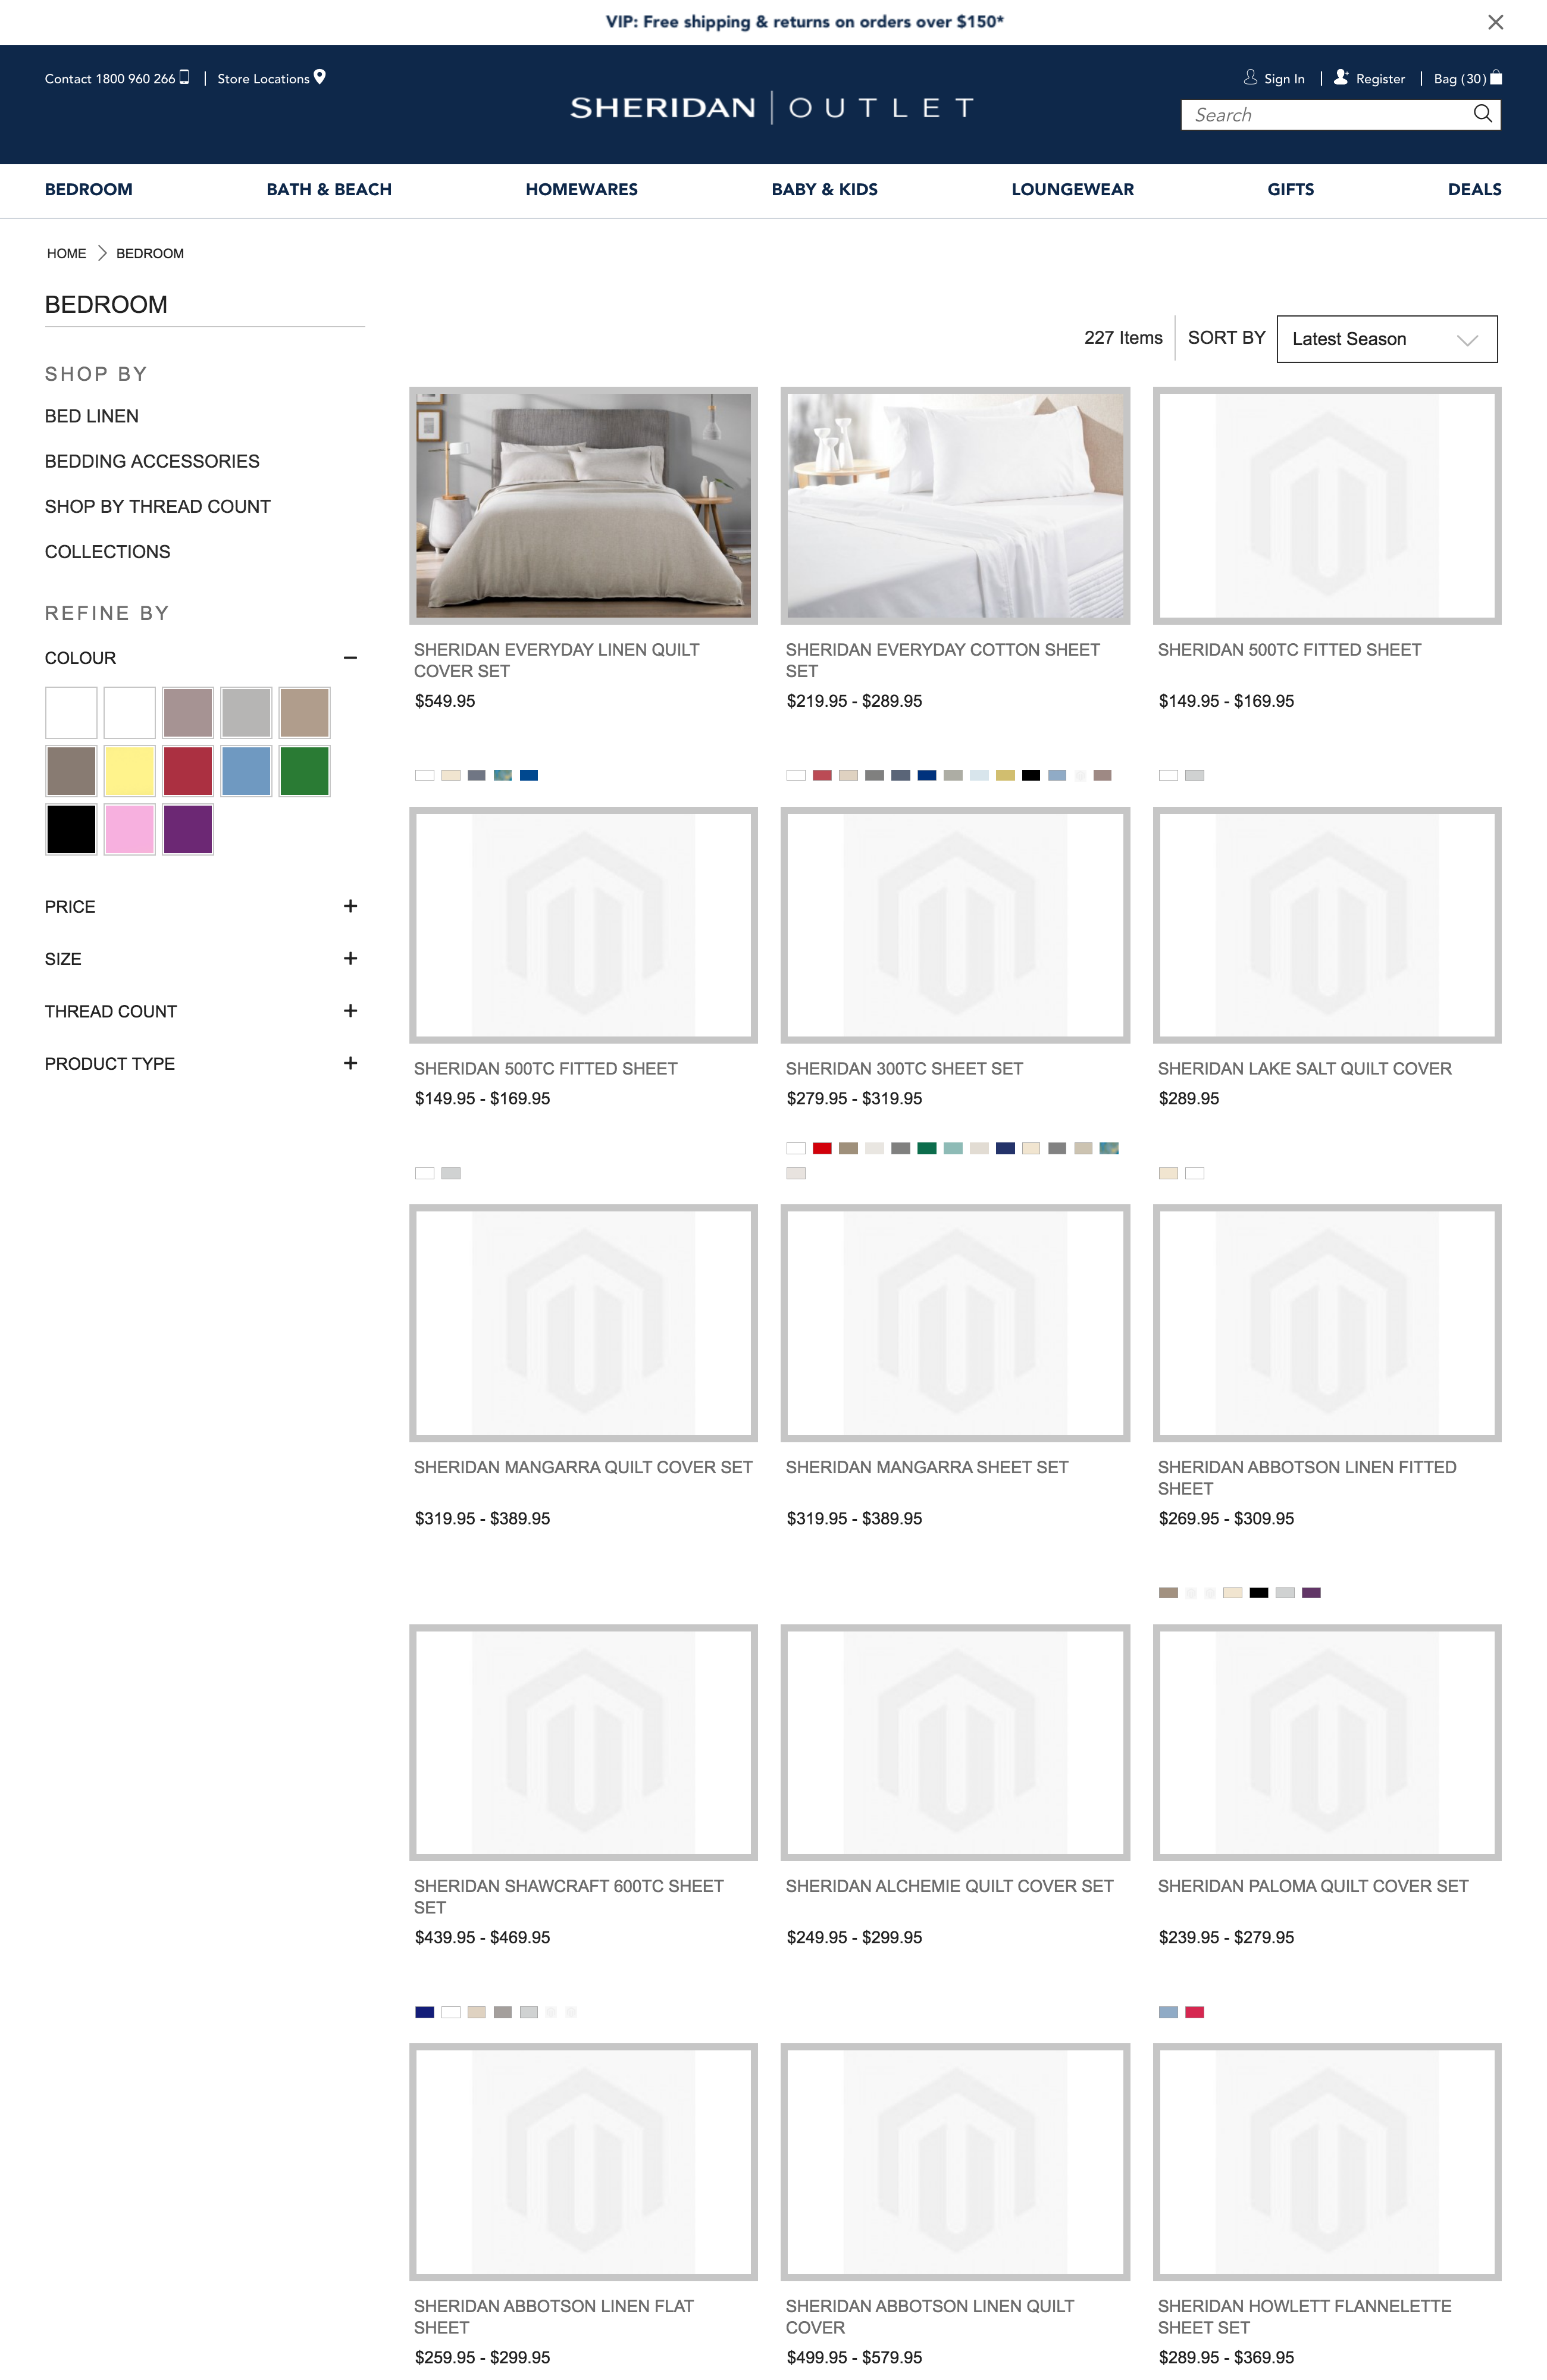 VIP: Free shipping & returns on orders over $150*
Contact 1800 960 266 | Store Locations
Sign In | Register | Bag (30)
SHERIDAN | OUTLET
Search
BEDROOM BATH & BEACH HOMEWARES BABY & KIDS LOUNGEWEAR GIFTS DEALS
HOME > BEDROOM
BEDROOM
SHOP BY
BED LINEN
BEDDING ACCESSORIES
SHOP BY THREAD COUNT
COLLECTIONS
REFINE BY
COLOUR −
PRICE +
SIZE +
THREAD COUNT +
PRODUCT TYPE +
227 Items SORT BY Latest Season
SHERIDAN EVERYDAY LINEN QUILT
COVER SET
$549.95
SHERIDAN EVERYDAY COTTON SHEET
SET
$219.95 - $289.95
SHERIDAN 500TC FITTED SHEET
$149.95 - $169.95
SHERIDAN 500TC FITTED SHEET
$149.95 - $169.95
SHERIDAN 300TC SHEET SET
$279.95 - $319.95
SHERIDAN LAKE SALT QUILT COVER
$289.95
SHERIDAN MANGARRA QUILT COVER SET
$319.95 - $389.95
SHERIDAN MANGARRA SHEET SET
$319.95 - $389.95
SHERIDAN ABBOTSON LINEN FITTED
SHEET
$269.95 - $309.95
SHERIDAN SHAWCRAFT 600TC SHEET
SET
$439.95 - $469.95
SHERIDAN ALCHEMIE QUILT COVER SET
$249.95 - $299.95
SHERIDAN PALOMA QUILT COVER SET
$239.95 - $279.95
SHERIDAN ABBOTSON LINEN FLAT
SHEET
$259.95 - $299.95
SHERIDAN ABBOTSON LINEN QUILT
COVER
$499.95 - $579.95
SHERIDAN HOWLETT FLANNELETTE
SHEET SET
$289.95 - $369.95